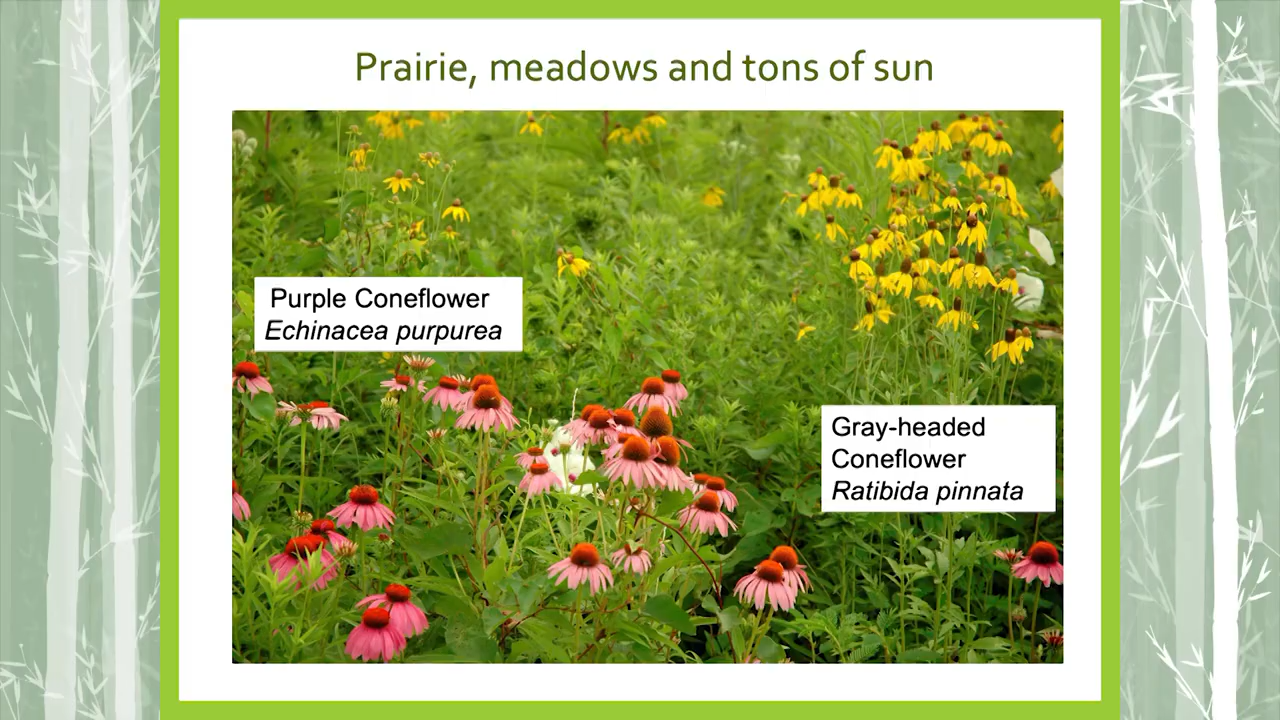 Prairie, meadows and tons of sun
Purple Coneflower
Echinacea purpurea
Gray-headed
Coneflower
Ratibida pinnata